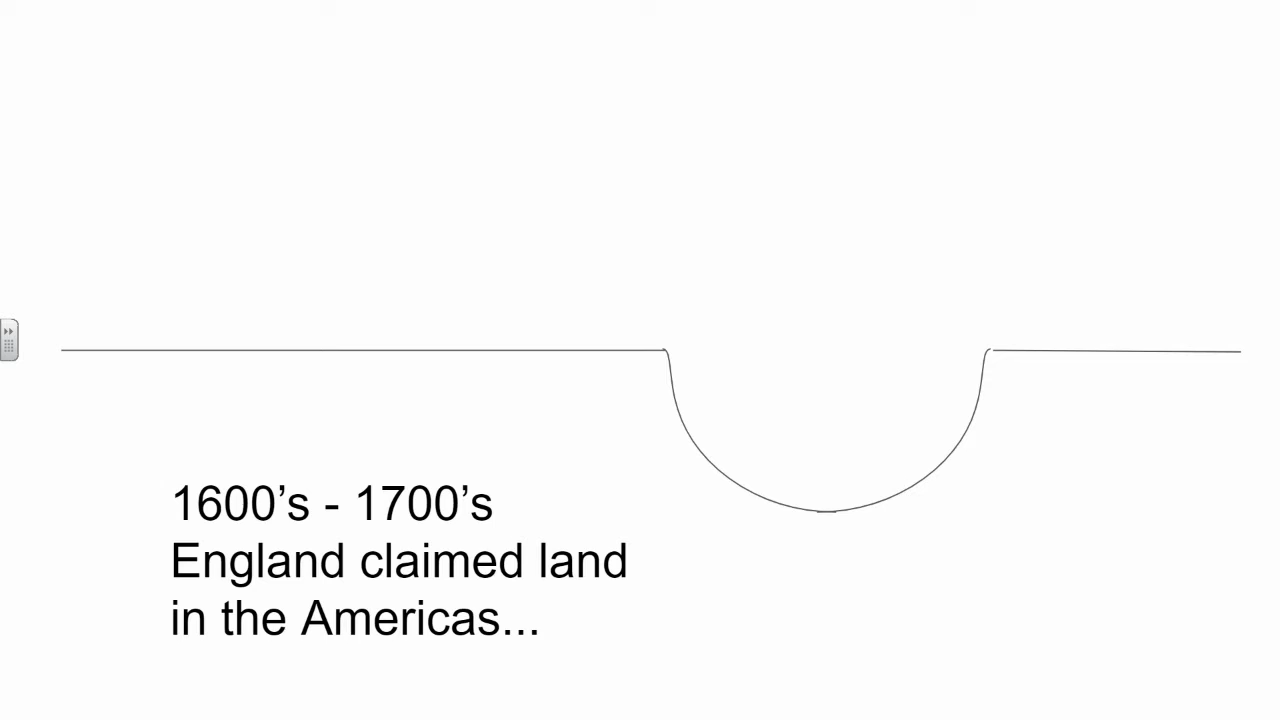 1600’s - 1700’s
England claimed land
in the Americas...